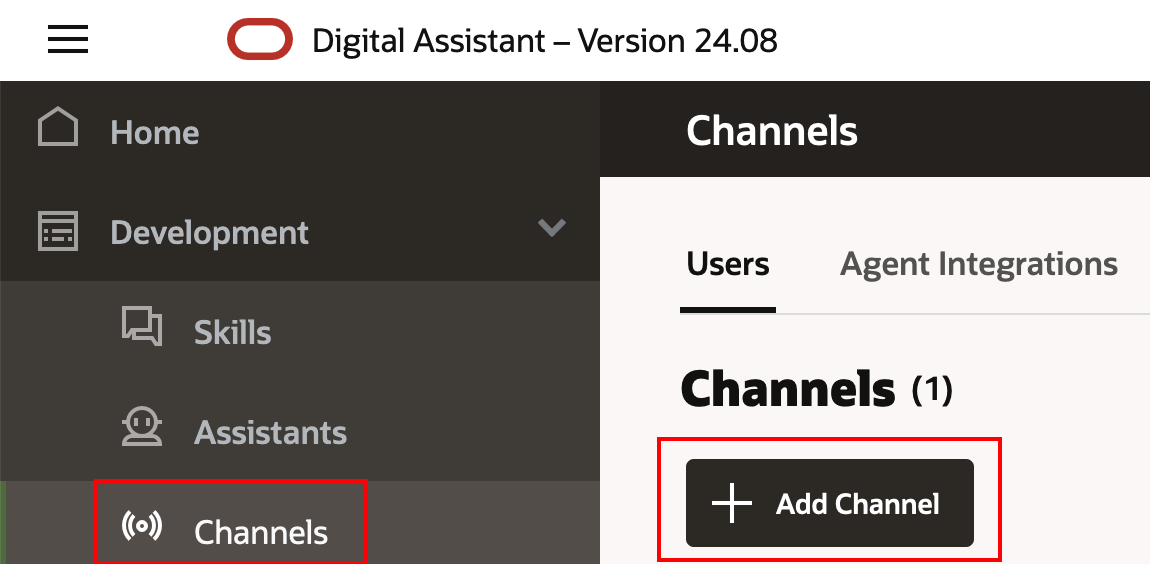 Digital Assistant – Version 24.08
Home
Development
Skills
Assistants
Channels
Channels
Users
Agent Integrations
Channels (1)
Add Channel